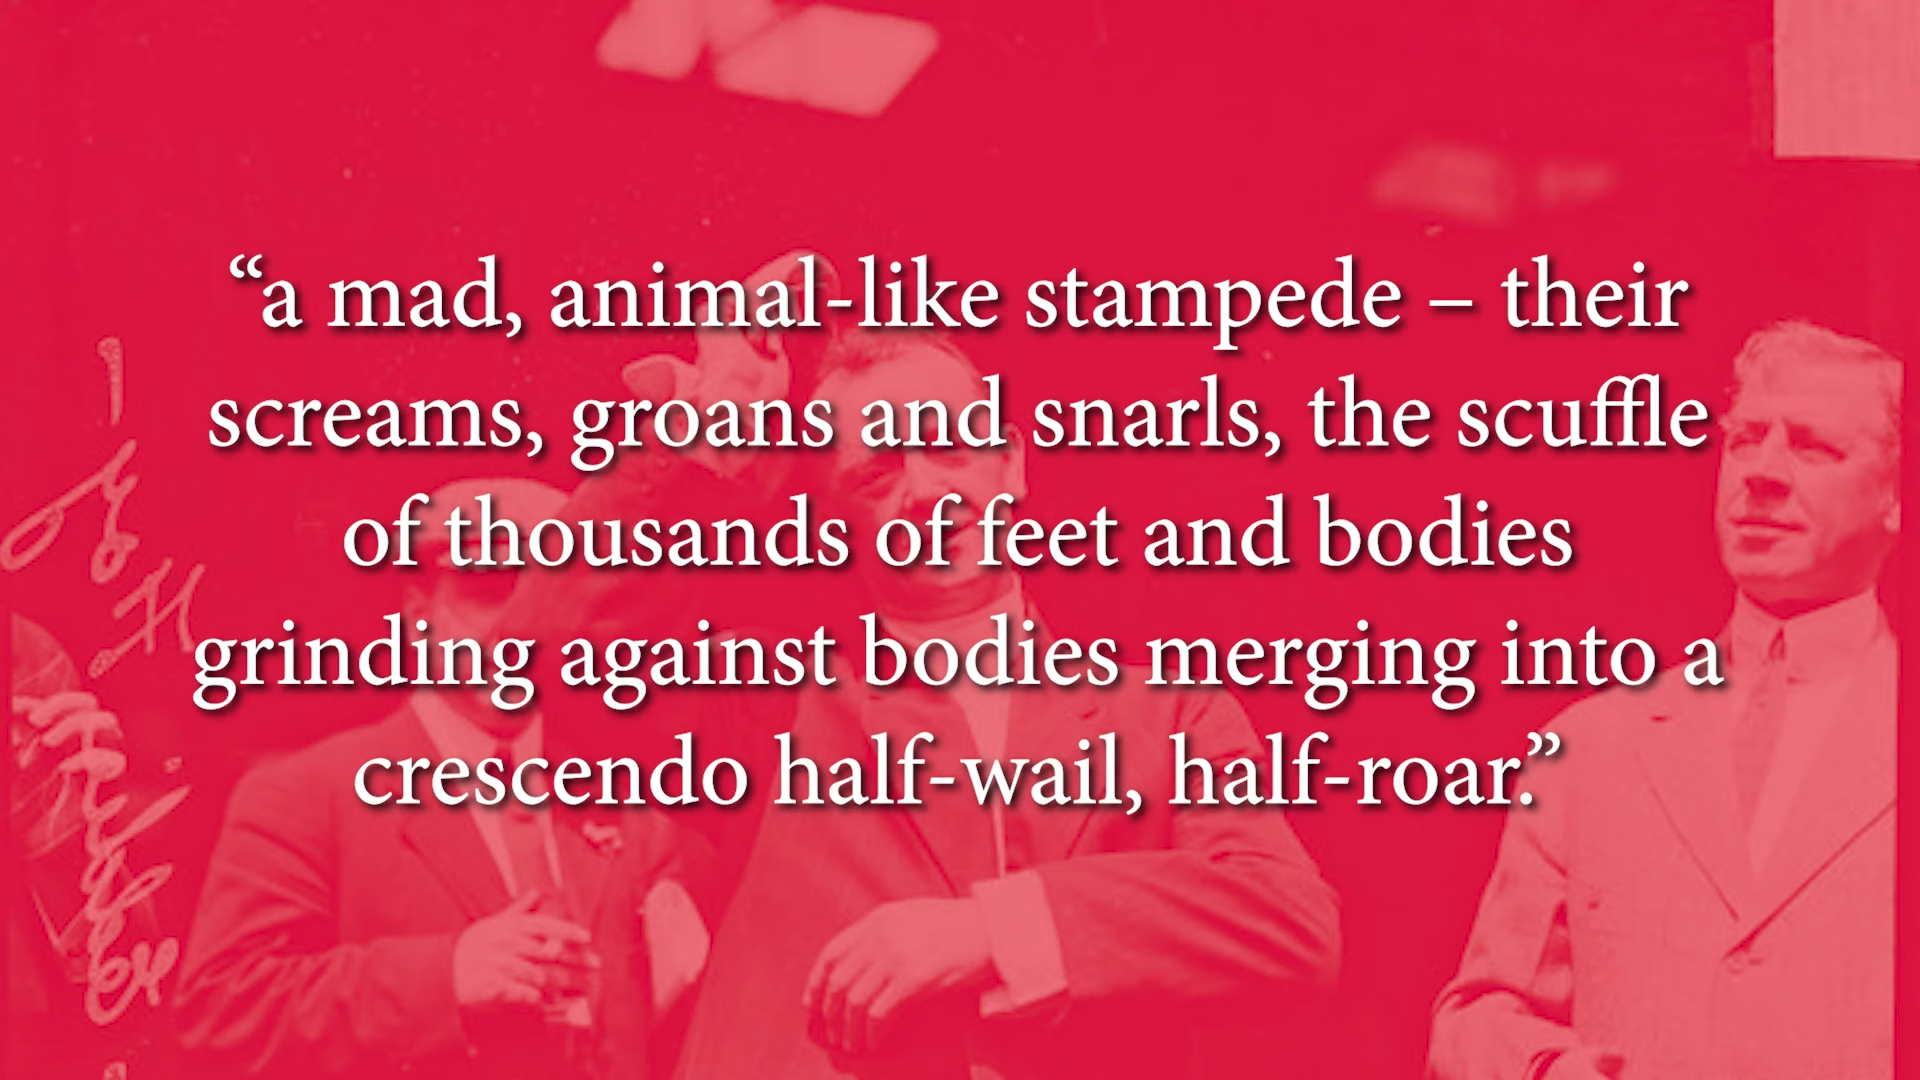 “a mad, animal-like stampede – their
screams, groans and snarls, the scuffle
of thousands of feet and bodies
grinding against bodies merging into a
crescendo half-wail, half-roar.”